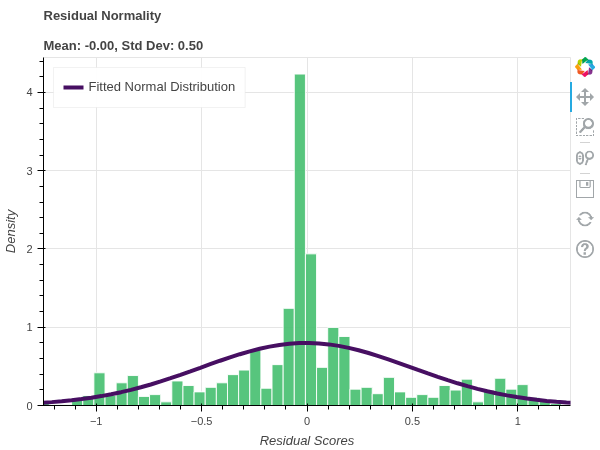 Residual Normality
Mean: -0.00, Std Dev: 0.50
Fitted Normal Distribution
4
3
2
1
0
Density
−1
−0.5
0
0.5
1
Residual Scores